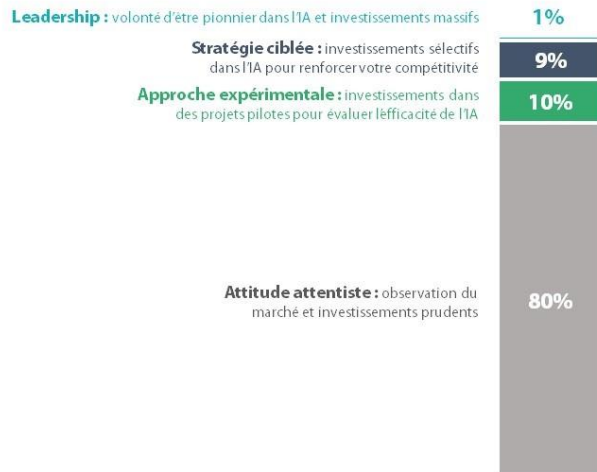 Leadership : volonté d'être pionnier dans l'IA et investissements massifs
1%
Stratégie ciblée : investissements sélectifs
dans l'IA pour renforcer votre compétitivité
9%
Approche expérimentale : investissements dans
des projets pilotes pour évaluer l'éfficacité de l'IA
10%
Attitude attentiste : observation du
marché et investissements prudents
80%